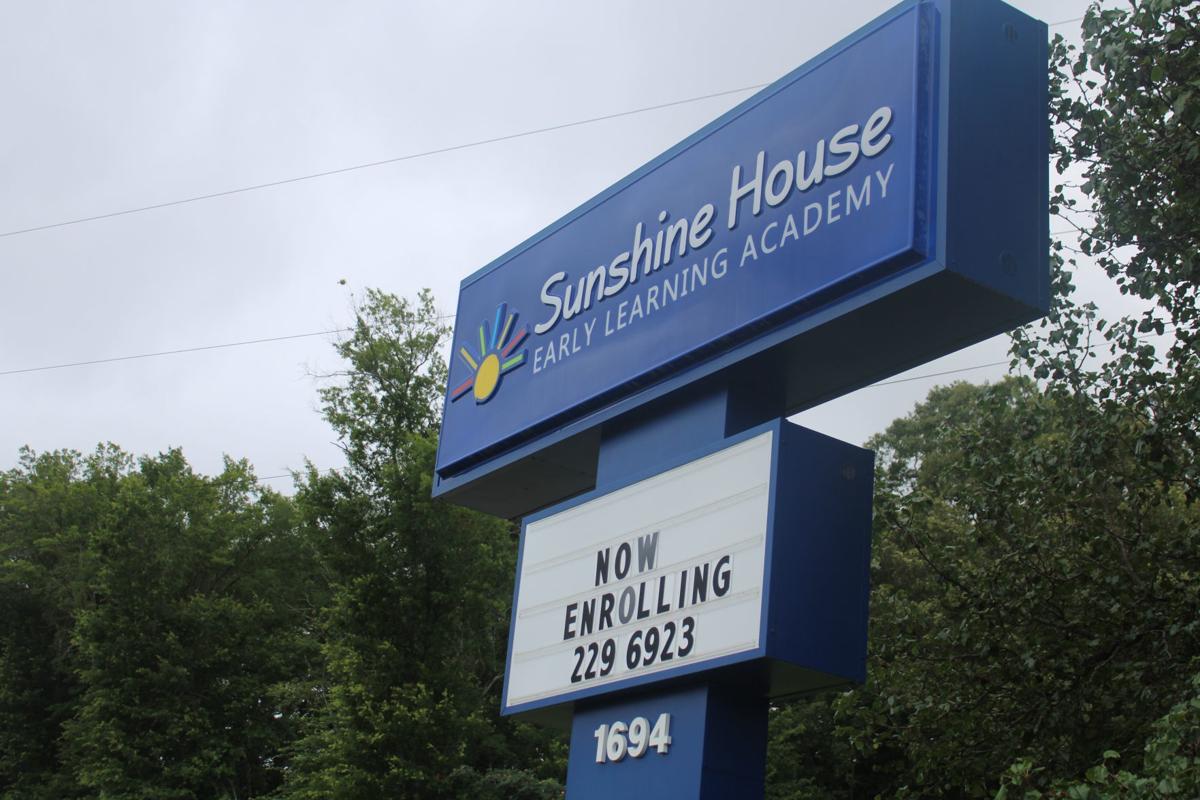 Sunshine House
EARLY LEARNING ACADEMY
NOW
ENROLLING
229 6923
1694